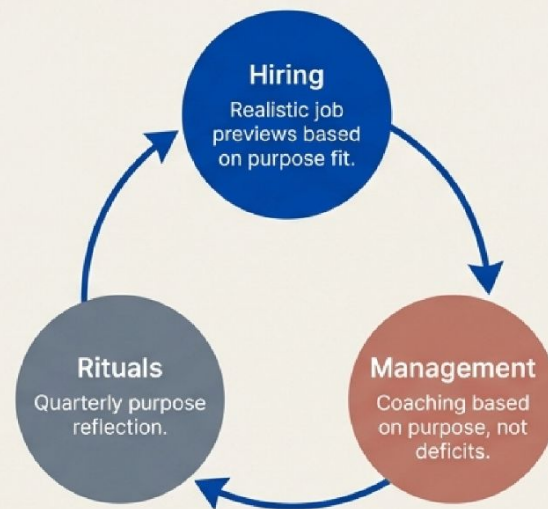 Hiring
Realistic job
previews based
on purpose fit.
Rituals
Quarterly purpose
reflection.
Management
Coaching based
on purpose, not
deficits.